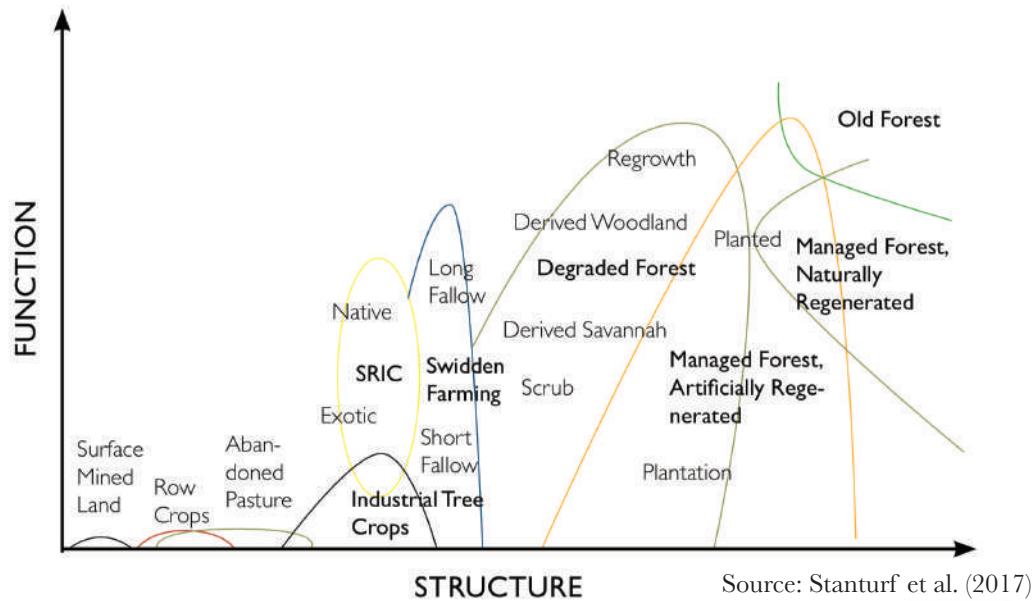 FUNCTION
Old Forest
Regrowth
Derived Woodland
Planted
Managed Forest,
Naturally
Regenerated
Degraded Forest
Long
Fallow
Native
Derived Savannah
SRIC
Swidden
Farming
Scrub
Managed Forest,
Artificially Rege-
nerated
Exotic
Short
Fallow
Surface
Mined
Land
Row
Crops
Aban-
doned
Pasture
Industrial Tree
Crops
Plantation
STRUCTURE
Source: Stanturf et al. (2017)